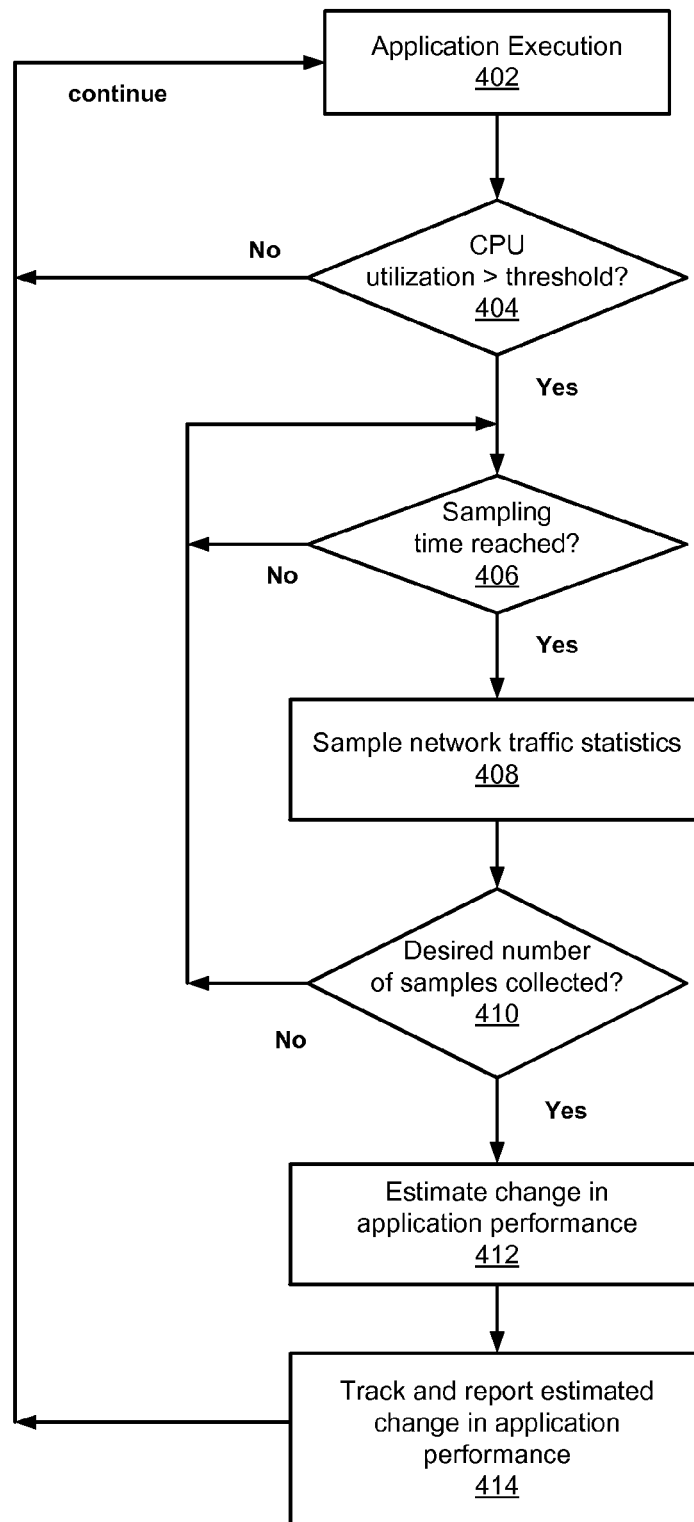 Application Execution
402
continue
CPU
utilization > threshold?
404
No
Yes
Sampling
time reached?
406
No
Yes
Sample network traffic statistics
408
Desired number
of samples collected?
410
No
Yes
Estimate change in
application performance
412
Track and report estimated
change in application
performance
414